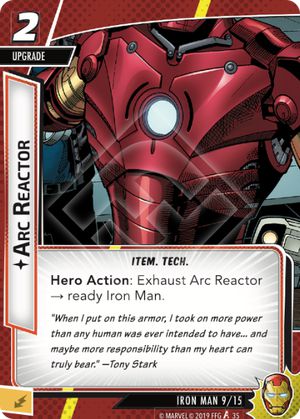 2
UPGRADE
ARC REACTOR
ITEM. TECH.
Hero Action: Exhaust Arc Reactor
→ ready Iron Man.
"When I put on this armor, I took on more power
than any human was ever intended to have... and
maybe more responsibility than my heart can
truly bear." —Tony Stark
IRON MAN 9/15
© MARVEL © 2019 FFG 35